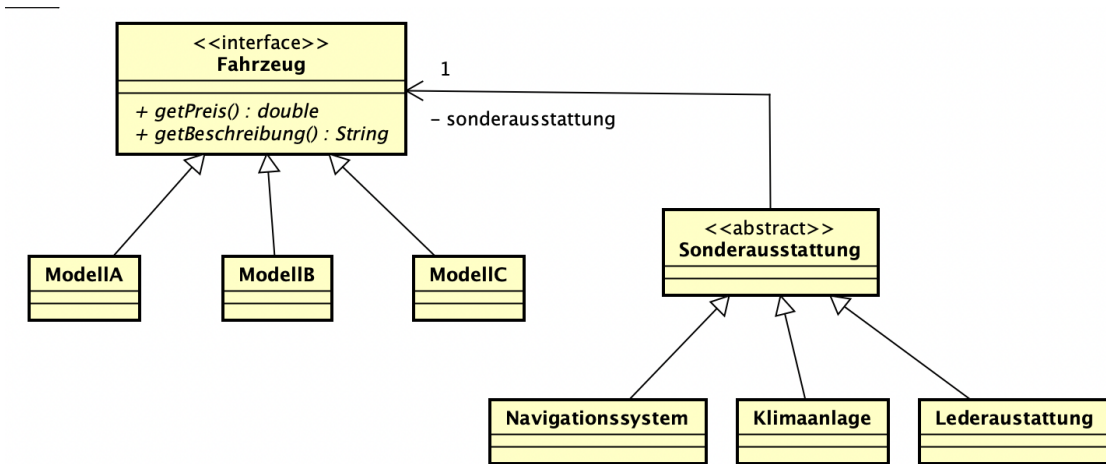 <<interface>>
Fahrzeug
+ getPreis() : double
+ getBeschreibung() : String
1
- sonderausstattung
<<abstract>>
Sonderausstattung
ModellA
ModellB
ModellC
Navigationssystem
Klimaanlage
Lederaustattung